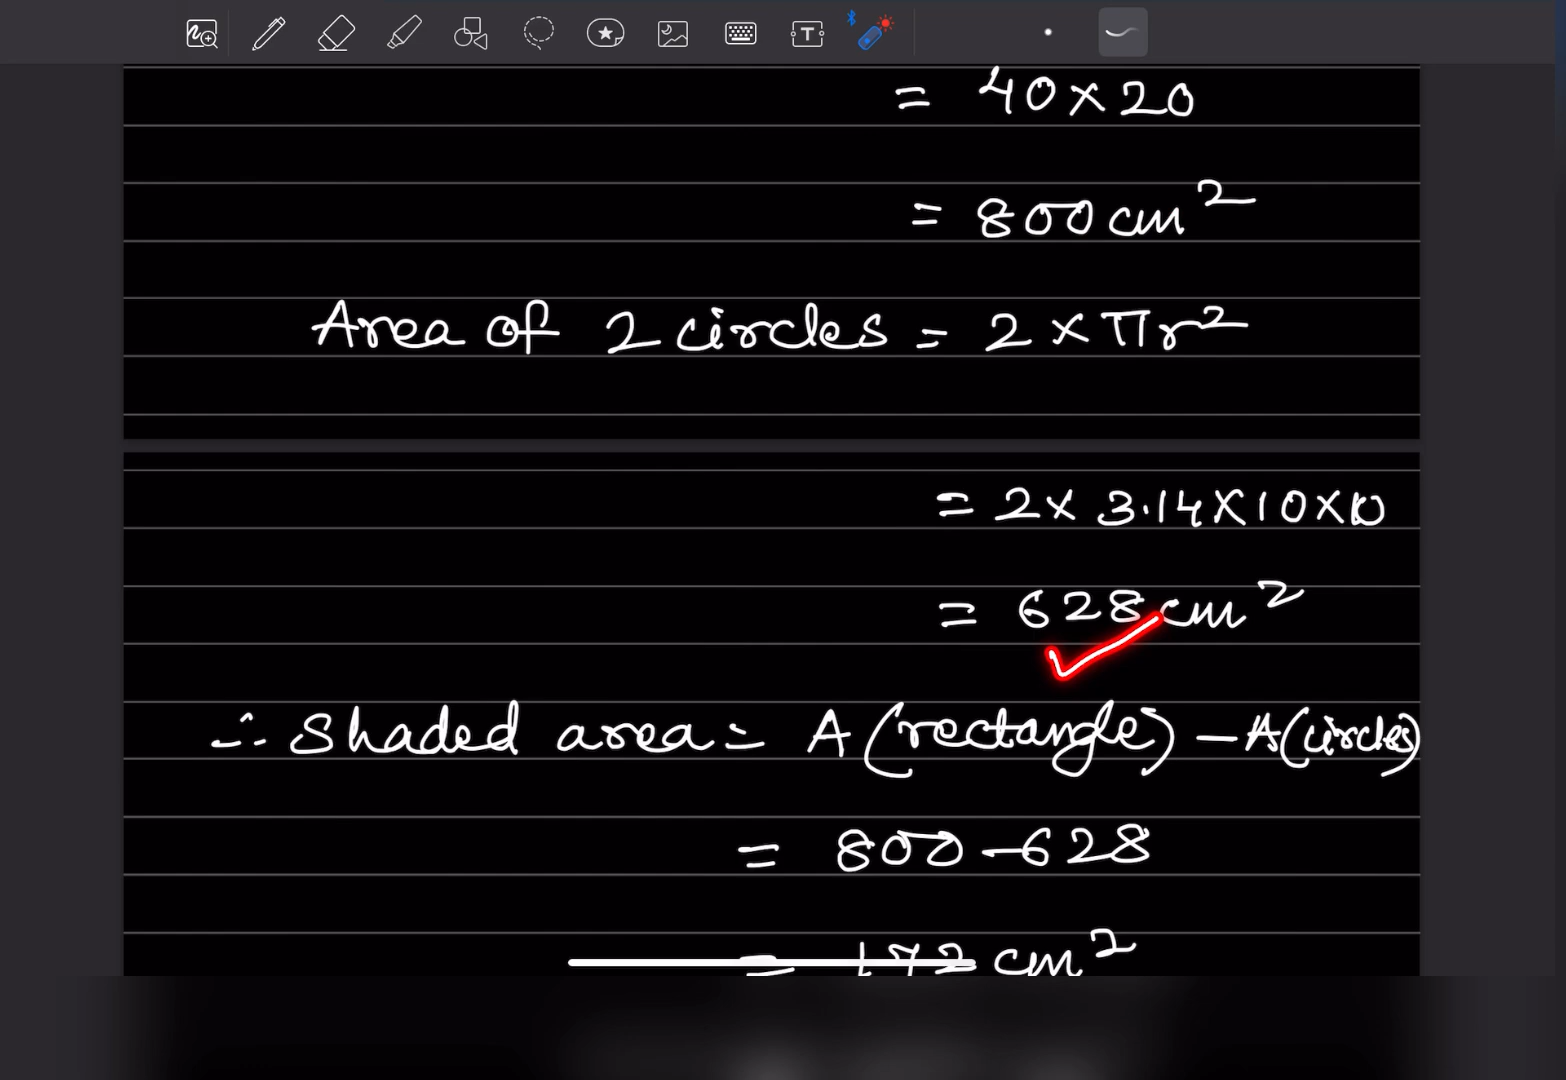 = 40 × 20
= 800 cm²
Area of 2 circles = 2 × πr²
= 2 × 3.14 × 10 × 10
= 628 cm²
∴ Shaded area = A (rectangle) - A (circles)
= 800 - 628
= 172 cm²